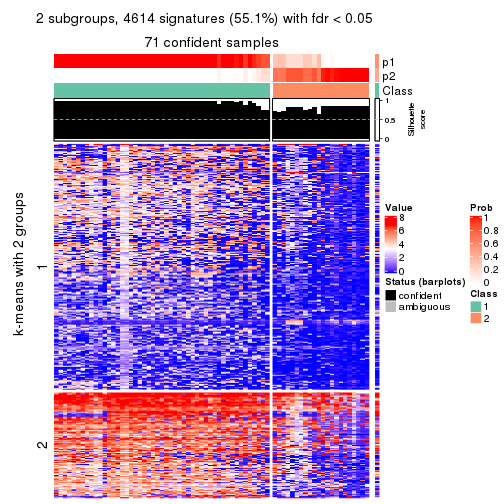 2 subgroups, 4614 signatures (55.1%) with fdr < 0.05
71 confident samples
p1
p2
Class
1
0.5
0
Silhouette
score
k-means with 2 groups
1
2
Value
8
6
4
2
0
Status (barplots)
confident
ambiguous
Prob
1
0.8
0.6
0.4
0.2
0
Class
1
2